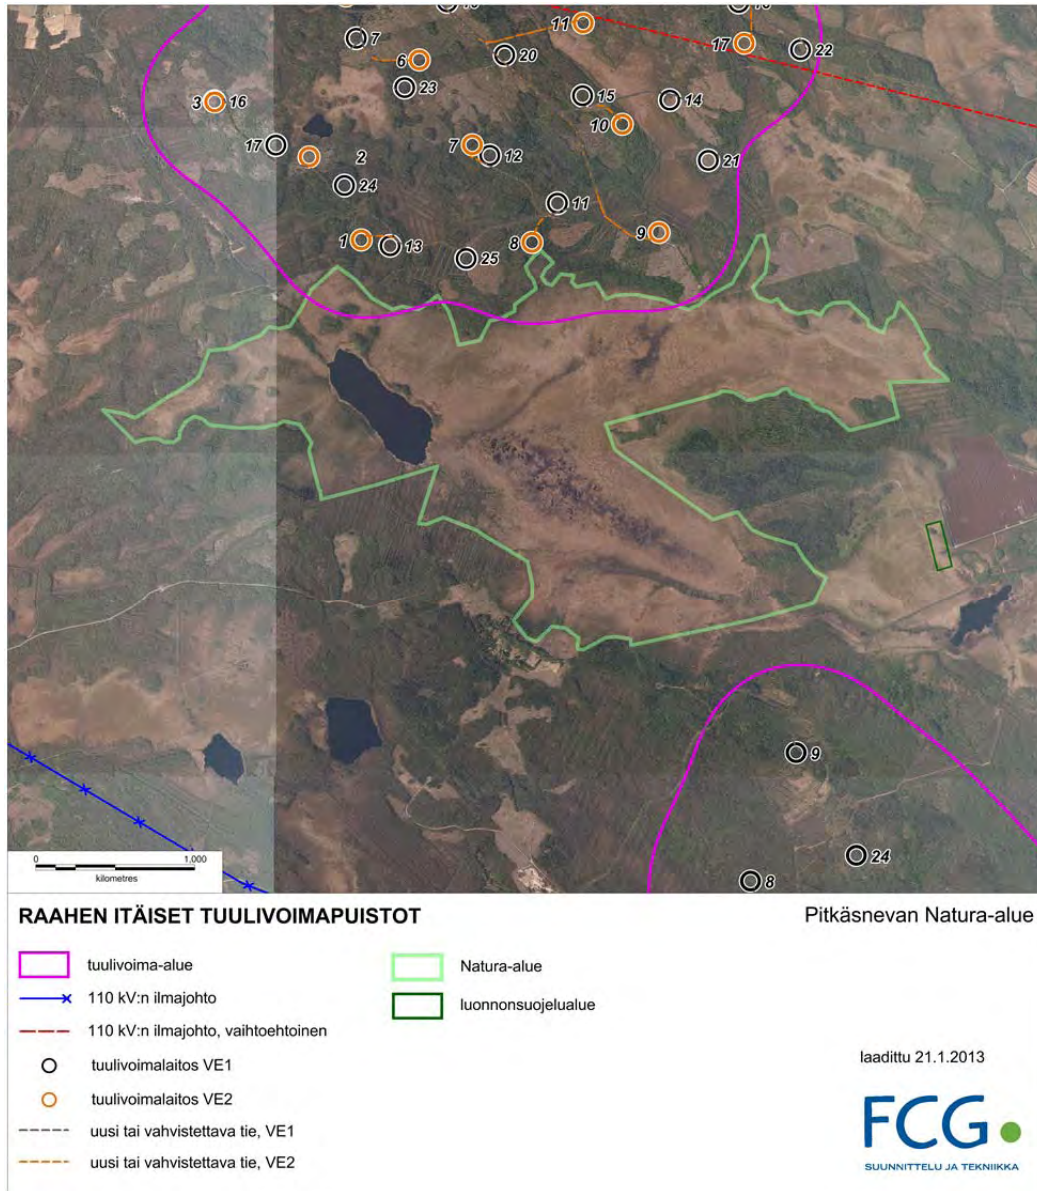 11
7
17
22
6
20
23
3
16
15
14
10
17
7
12
2
21
24
11
9
1
13
8
25
9
24
8
0
1,000
kilometres
RAAHEN ITÄISET TUULIVOIMAPUISTOT
Pitkäsnevan Natura-alue
tuulivoima-alue
Natura-alue
110 kV:n ilmajohto
luonnonsuojelualue
110 kV:n ilmajohto, vaihtoehtoinen
tuulivoimalaitos VE1
laadittu 21.1.2013
tuulivoimalaitos VE2
uusi tai vahvistettava tie, VE1
uusi tai vahvistettava tie, VE2
FCG
SUUNNITTELU JA TEKNIIKKA